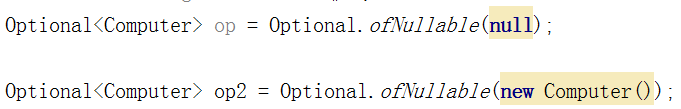 Optional<Computer> op = Optional.ofNullable(null);
Optional<Computer> op2 = Optional.ofNullable(new Computer());